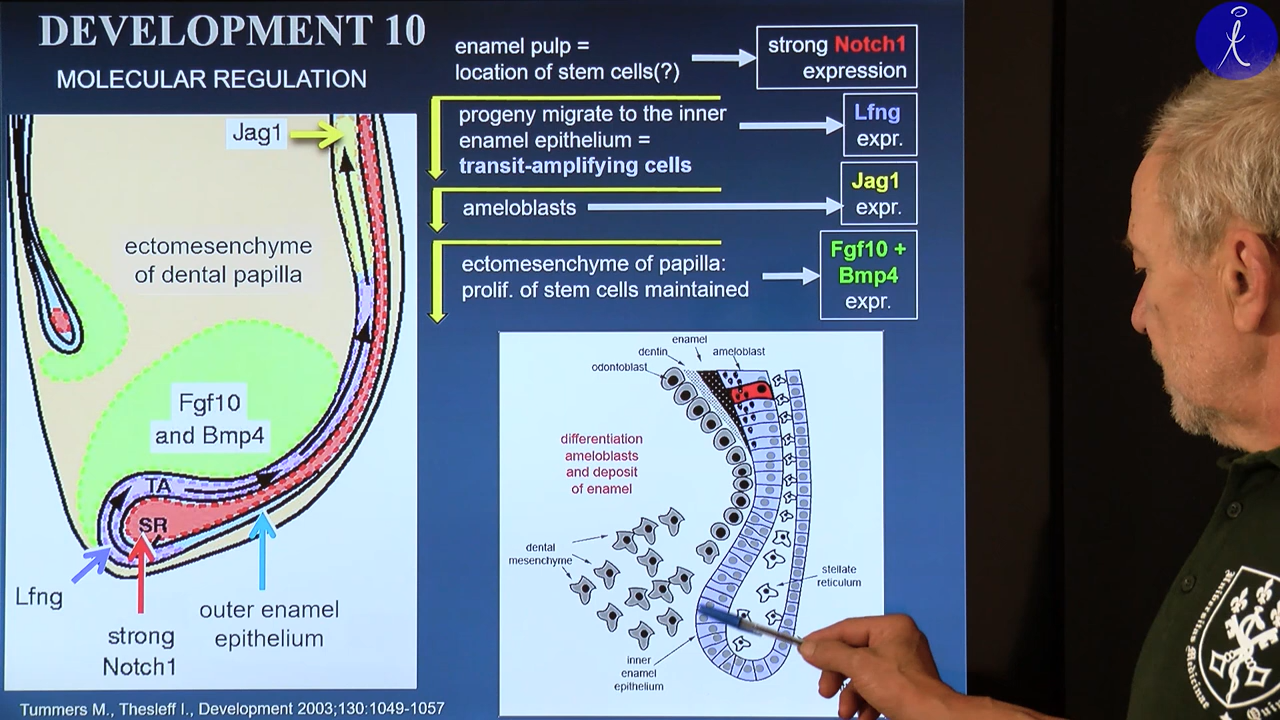 DEVELOPMENT 10
MOLECULAR REGULATION
Jag1
ectomesenchyme
of dental papilla
Fgf10
and Bmp4
TA
SR
Lfng
strong
Notch1
outer enamel
epithelium
Tummers M., Thesleff I., Development 2003;130:1049-1057
enamel pulp =
location of stem cells(?)
strong Notch1
expression
progeny migrate to the inner
enamel epithelium =
transit-amplifying cells
Lfng
expr.
ameloblasts
Jag1
expr.
ectomesenchyme of papilla:
prolif. of stem cells maintained
Fgf10 +
Bmp4
expr.
enamel
dentin
ameloblast
odontoblast
differentiation
ameloblasts
and deposit
of enamel
dental
mesenchyme
stellate
reticulum
inner
enamel
epithelium